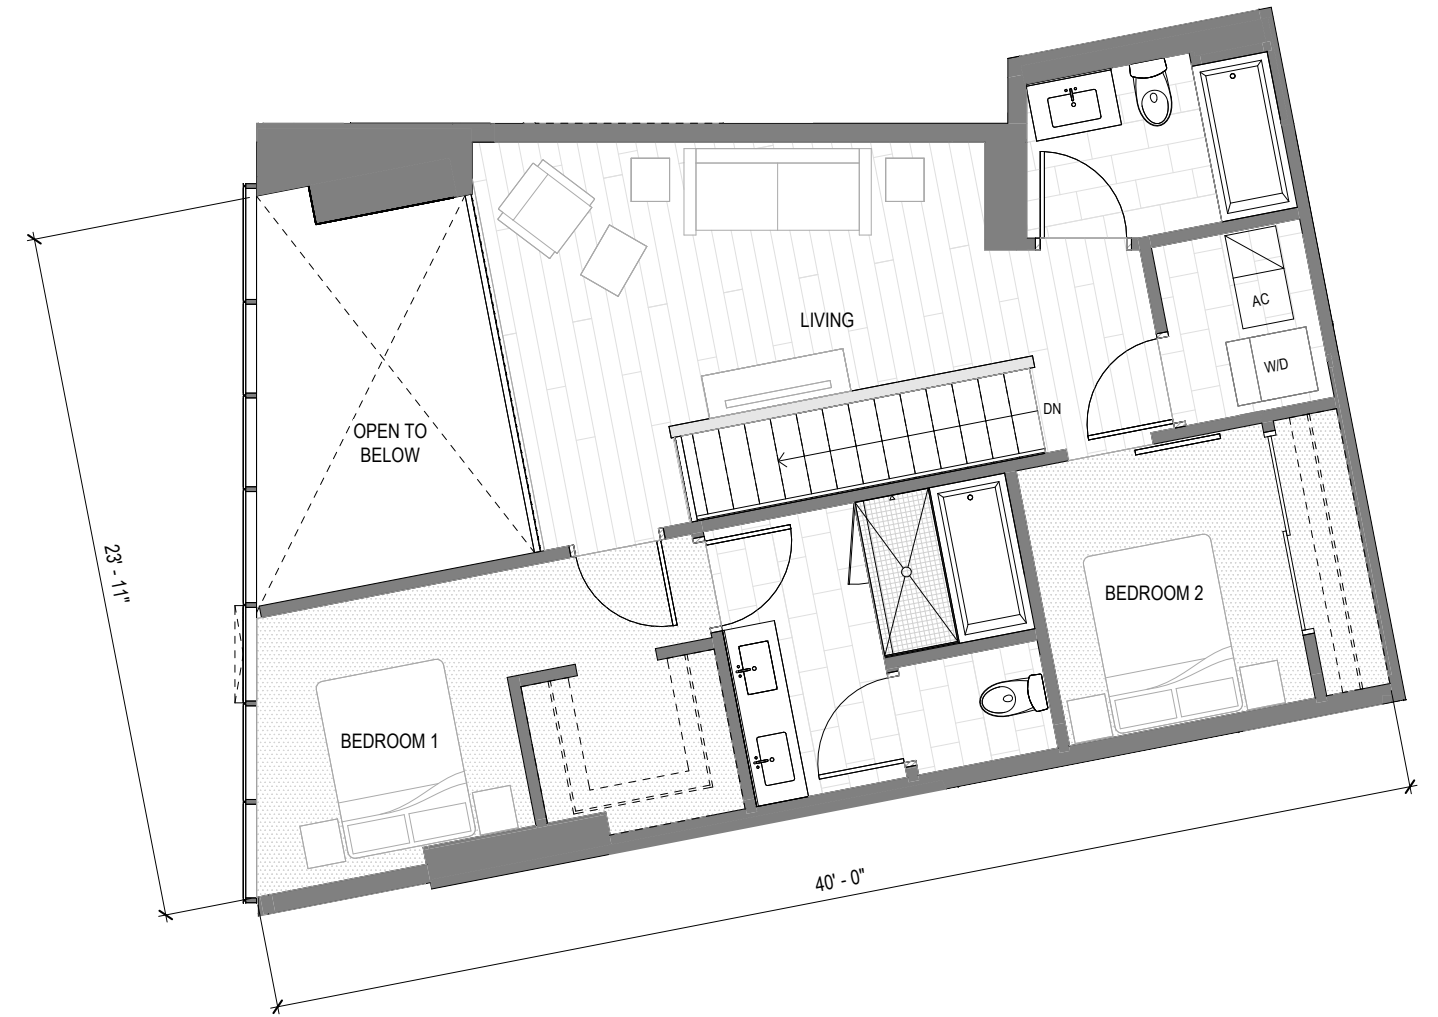 AC
LIVING
W/D
DN
OPEN TO
BELOW
23' - 11"
BEDROOM 2
BEDROOM 1
40' - 0"